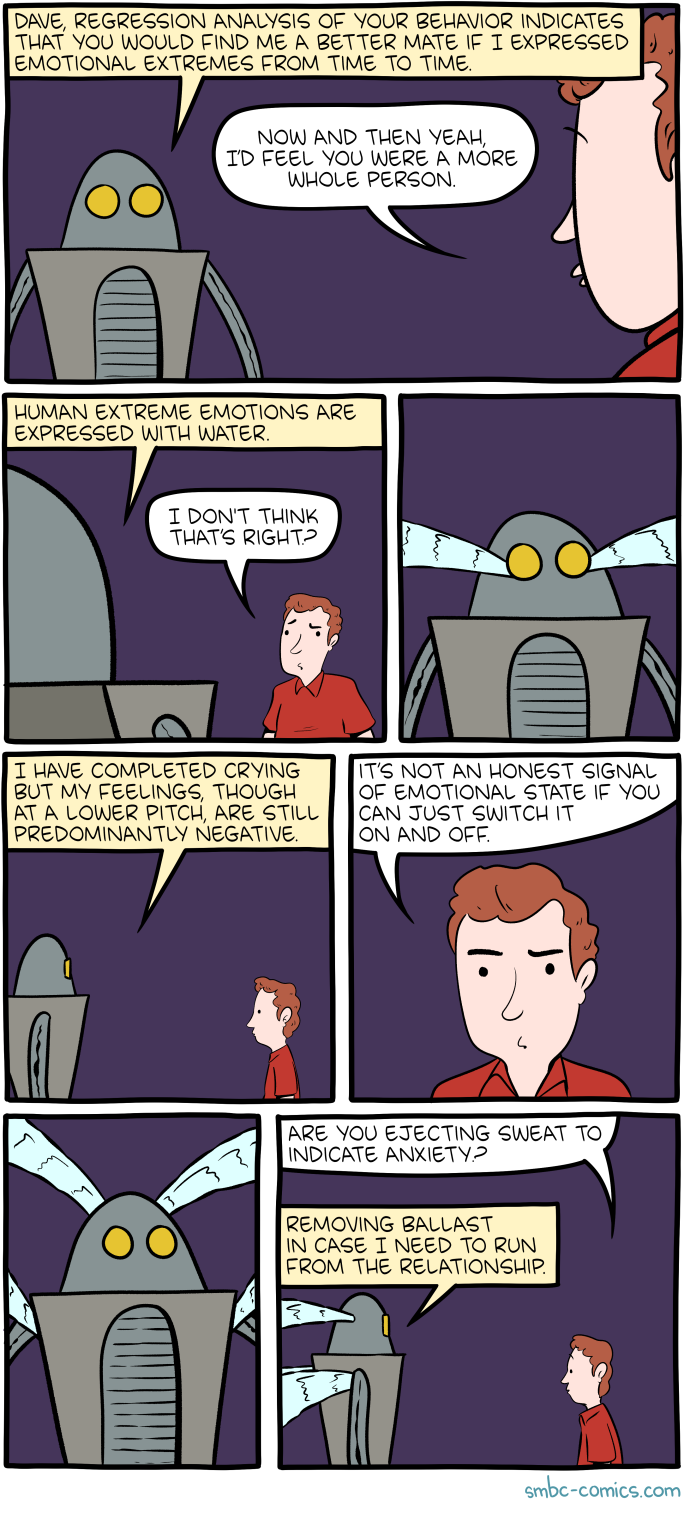 DAVE, REGRESSION ANALYSIS OF YOUR BEHAVIOR INDICATES
THAT YOU WOULD FIND ME A BETTER MATE IF I EXPRESSED
EMOTIONAL EXTREMES FROM TIME TO TIME.
NOW AND THEN YEAH,
I'D FEEL YOU WERE A MORE
WHOLE PERSON.
HUMAN EXTREME EMOTIONS ARE
EXPRESSED WITH WATER.
I DON'T THINK
THAT'S RIGHT?
I HAVE COMPLETED CRYING
BUT MY FEELINGS, THOUGH
AT A LOWER PITCH, ARE STILL
PREDOMINANTLY NEGATIVE.
IT'S NOT AN HONEST SIGNAL
OF EMOTIONAL STATE IF YOU
CAN JUST SWITCH IT
ON AND OFF.
ARE YOU EJECTING SWEAT TO
INDICATE ANXIETY?
REMOVING BALLAST
IN CASE I NEED TO RUN
FROM THE RELATIONSHIP.
smbc-comics.com